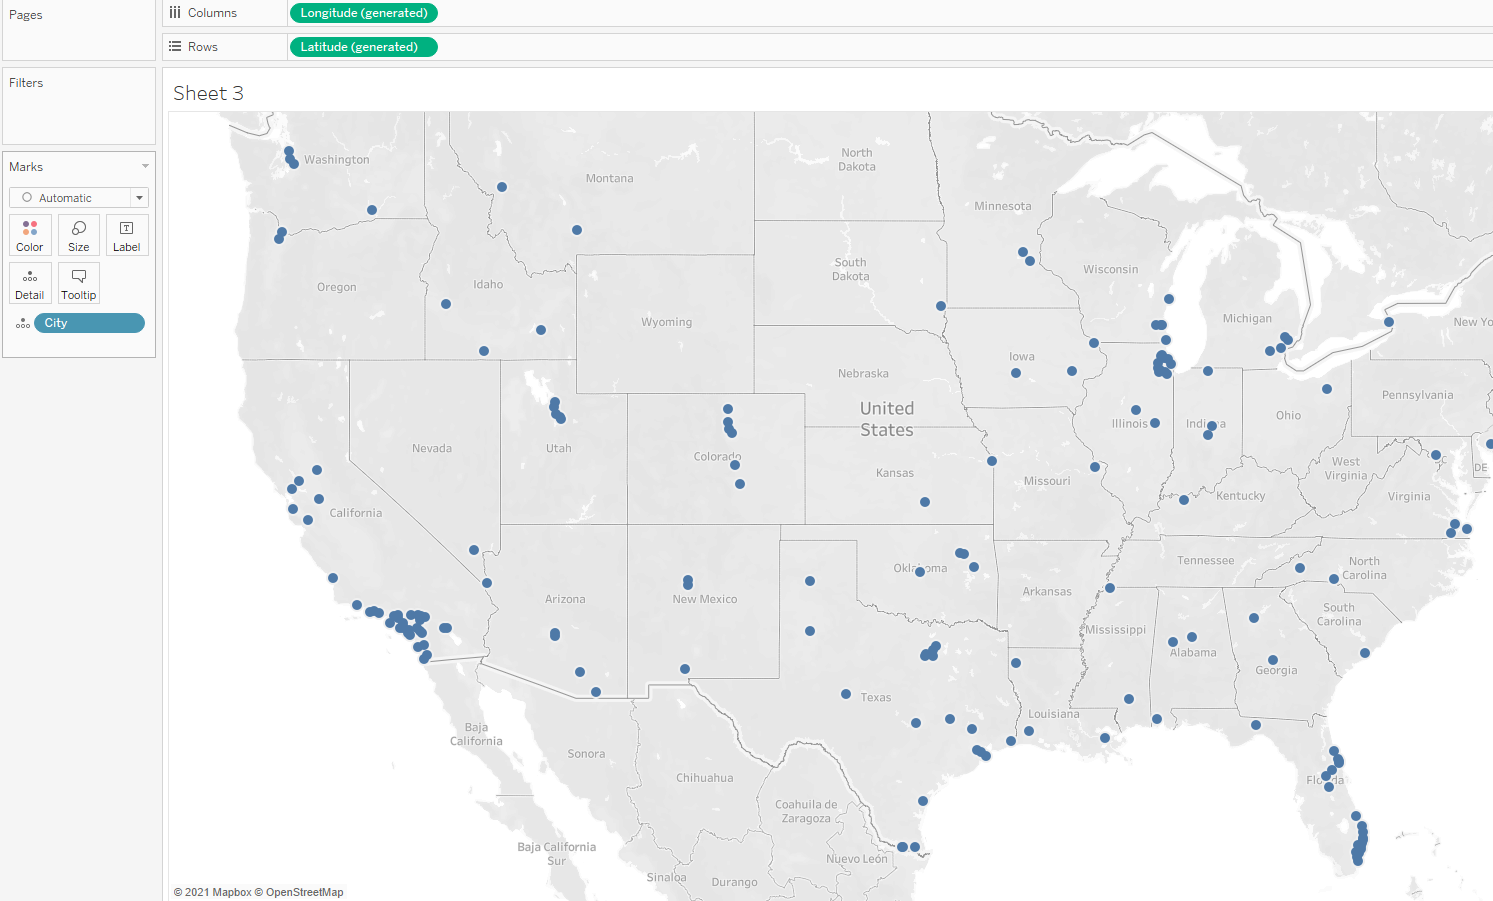 Pages
Columns
Longitude (generated)
Rows
Latitude (generated)
Filters
Sheet 3
Marks
Automatic
Color
Size
Label
Detail
Tooltip
City
Washington
Montana
North
Dakota
Minnesota
Oregon
Idaho
South
Dakota
Wisconsin
Wyoming
Michigan
New Yo
Iowa
Nebraska
Pennsylvania
United
States
Ohio
Illinois
Indiana
Nevada
Utah
Colorado
Kansas
Missouri
West
Virginia
DE
Virginia
Kentucky
California
Tennessee
North
Carolina
Oklahoma
Arkansas
Arizona
New Mexico
South
Carolina
Mississippi
Alabama
Georgia
Texas
Louisiana
Baja
California
Sonora
Chihuahua
Florida
Coahuila de
Zaragoza
Baja California
Sur
Nuevo León
Sinaloa
Durango
© 2021 Mapbox © OpenStreetMap